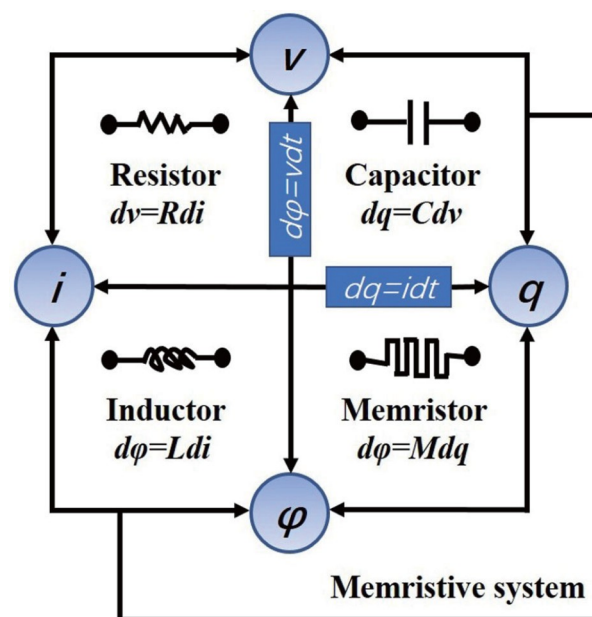 v
Resistor
dv=Rdi
dφ=vdt
Capacitor
dq=Cdv
i
dq=idt
q
Inductor
dφ=Ldi
Memristor
dφ=Mdq
φ
Memristive system